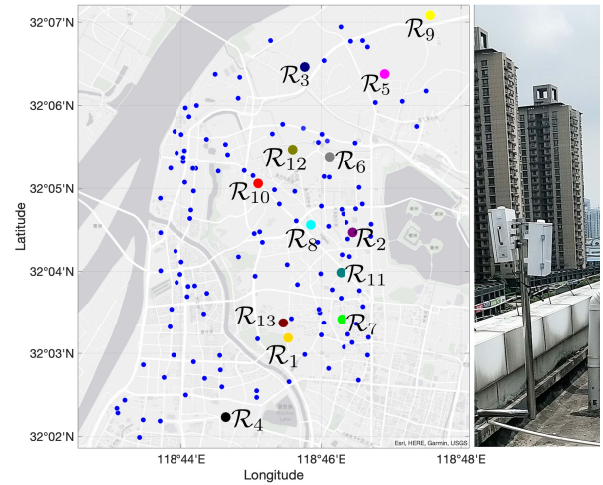 32°07'N
R9
R3
R5
32°06'N
R12
R6
32°05'N
R10
R8
R2
Latitude
32°04'N
R11
R13
R7
32°03'N
R1
R4
32°02'N
Esri, HERE, Garmin, USGS
118°44'E
118°46'E
118°48'E
Longitude